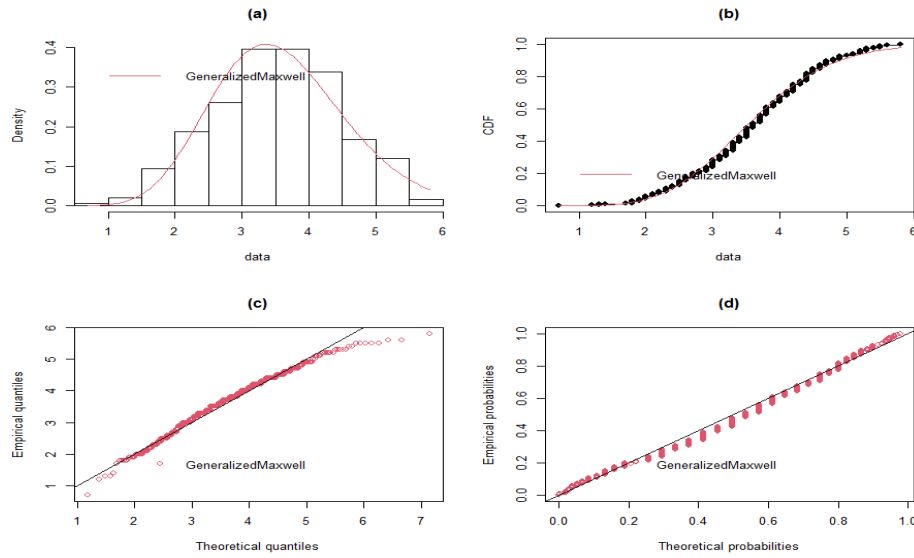 (a)
Density
0.0 0.1 0.2 0.3 0.4
GeneralizedMaxwell
1 2 3 4 5 6
data
(b)
CDF
0.0 0.2 0.4 0.6 0.8 1.0
GeneralizedMaxwell
1 2 3 4 5 6
data
(c)
Empirical quantiles
1 2 3 4 5 6
GeneralizedMaxwell
1 2 3 4 5 6 7
Theoretical quantiles
(d)
Empirical probabilities
0.0 0.2 0.4 0.6 0.8 1.0
GeneralizedMaxwell
0.0 0.2 0.4 0.6 0.8 1.0
Theoretical probabilities